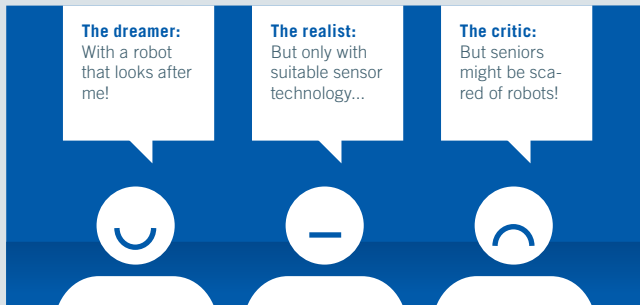 The dreamer:
With a robot
that looks after
me!
The realist:
But only with
suitable sensor
technology...
The critic:
But seniors
might be sca-
red of robots!